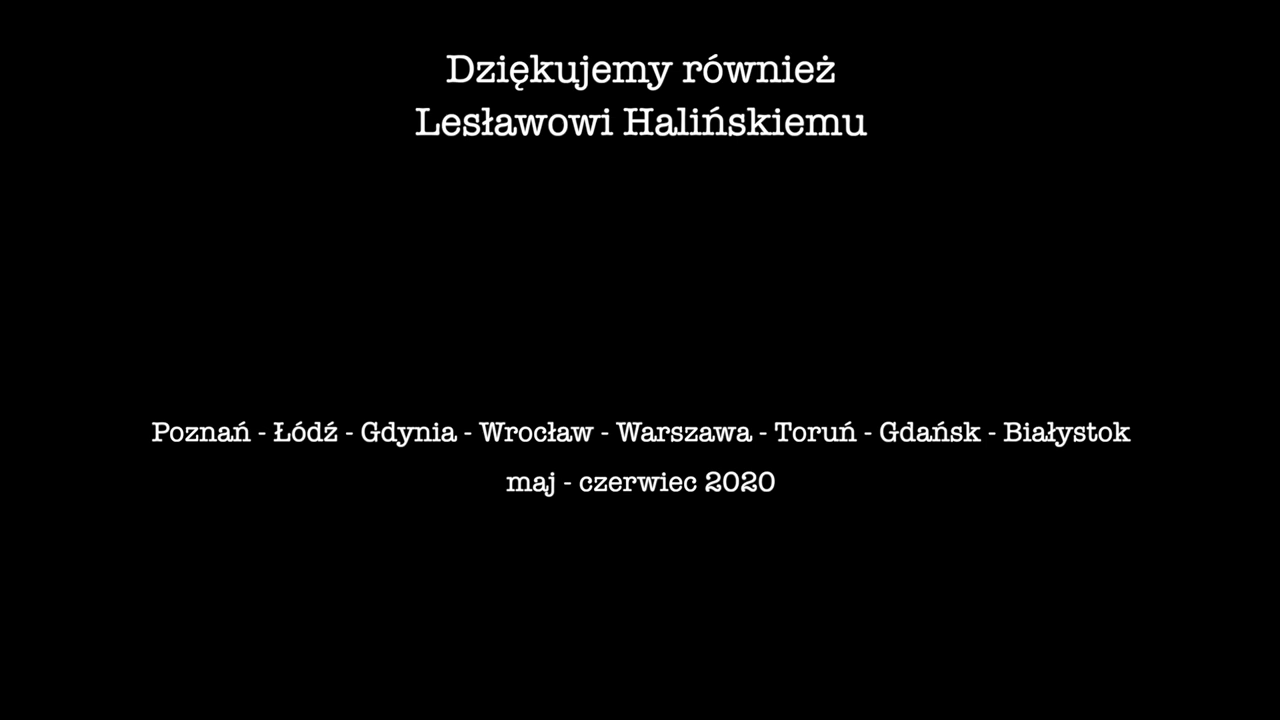 Dziękujemy również
Lesławowi Halińskiemu
Poznań - Łódź - Gdynia - Wrocław - Warszawa - Toruń - Gdańsk - Białystok
maj - czerwiec 2020